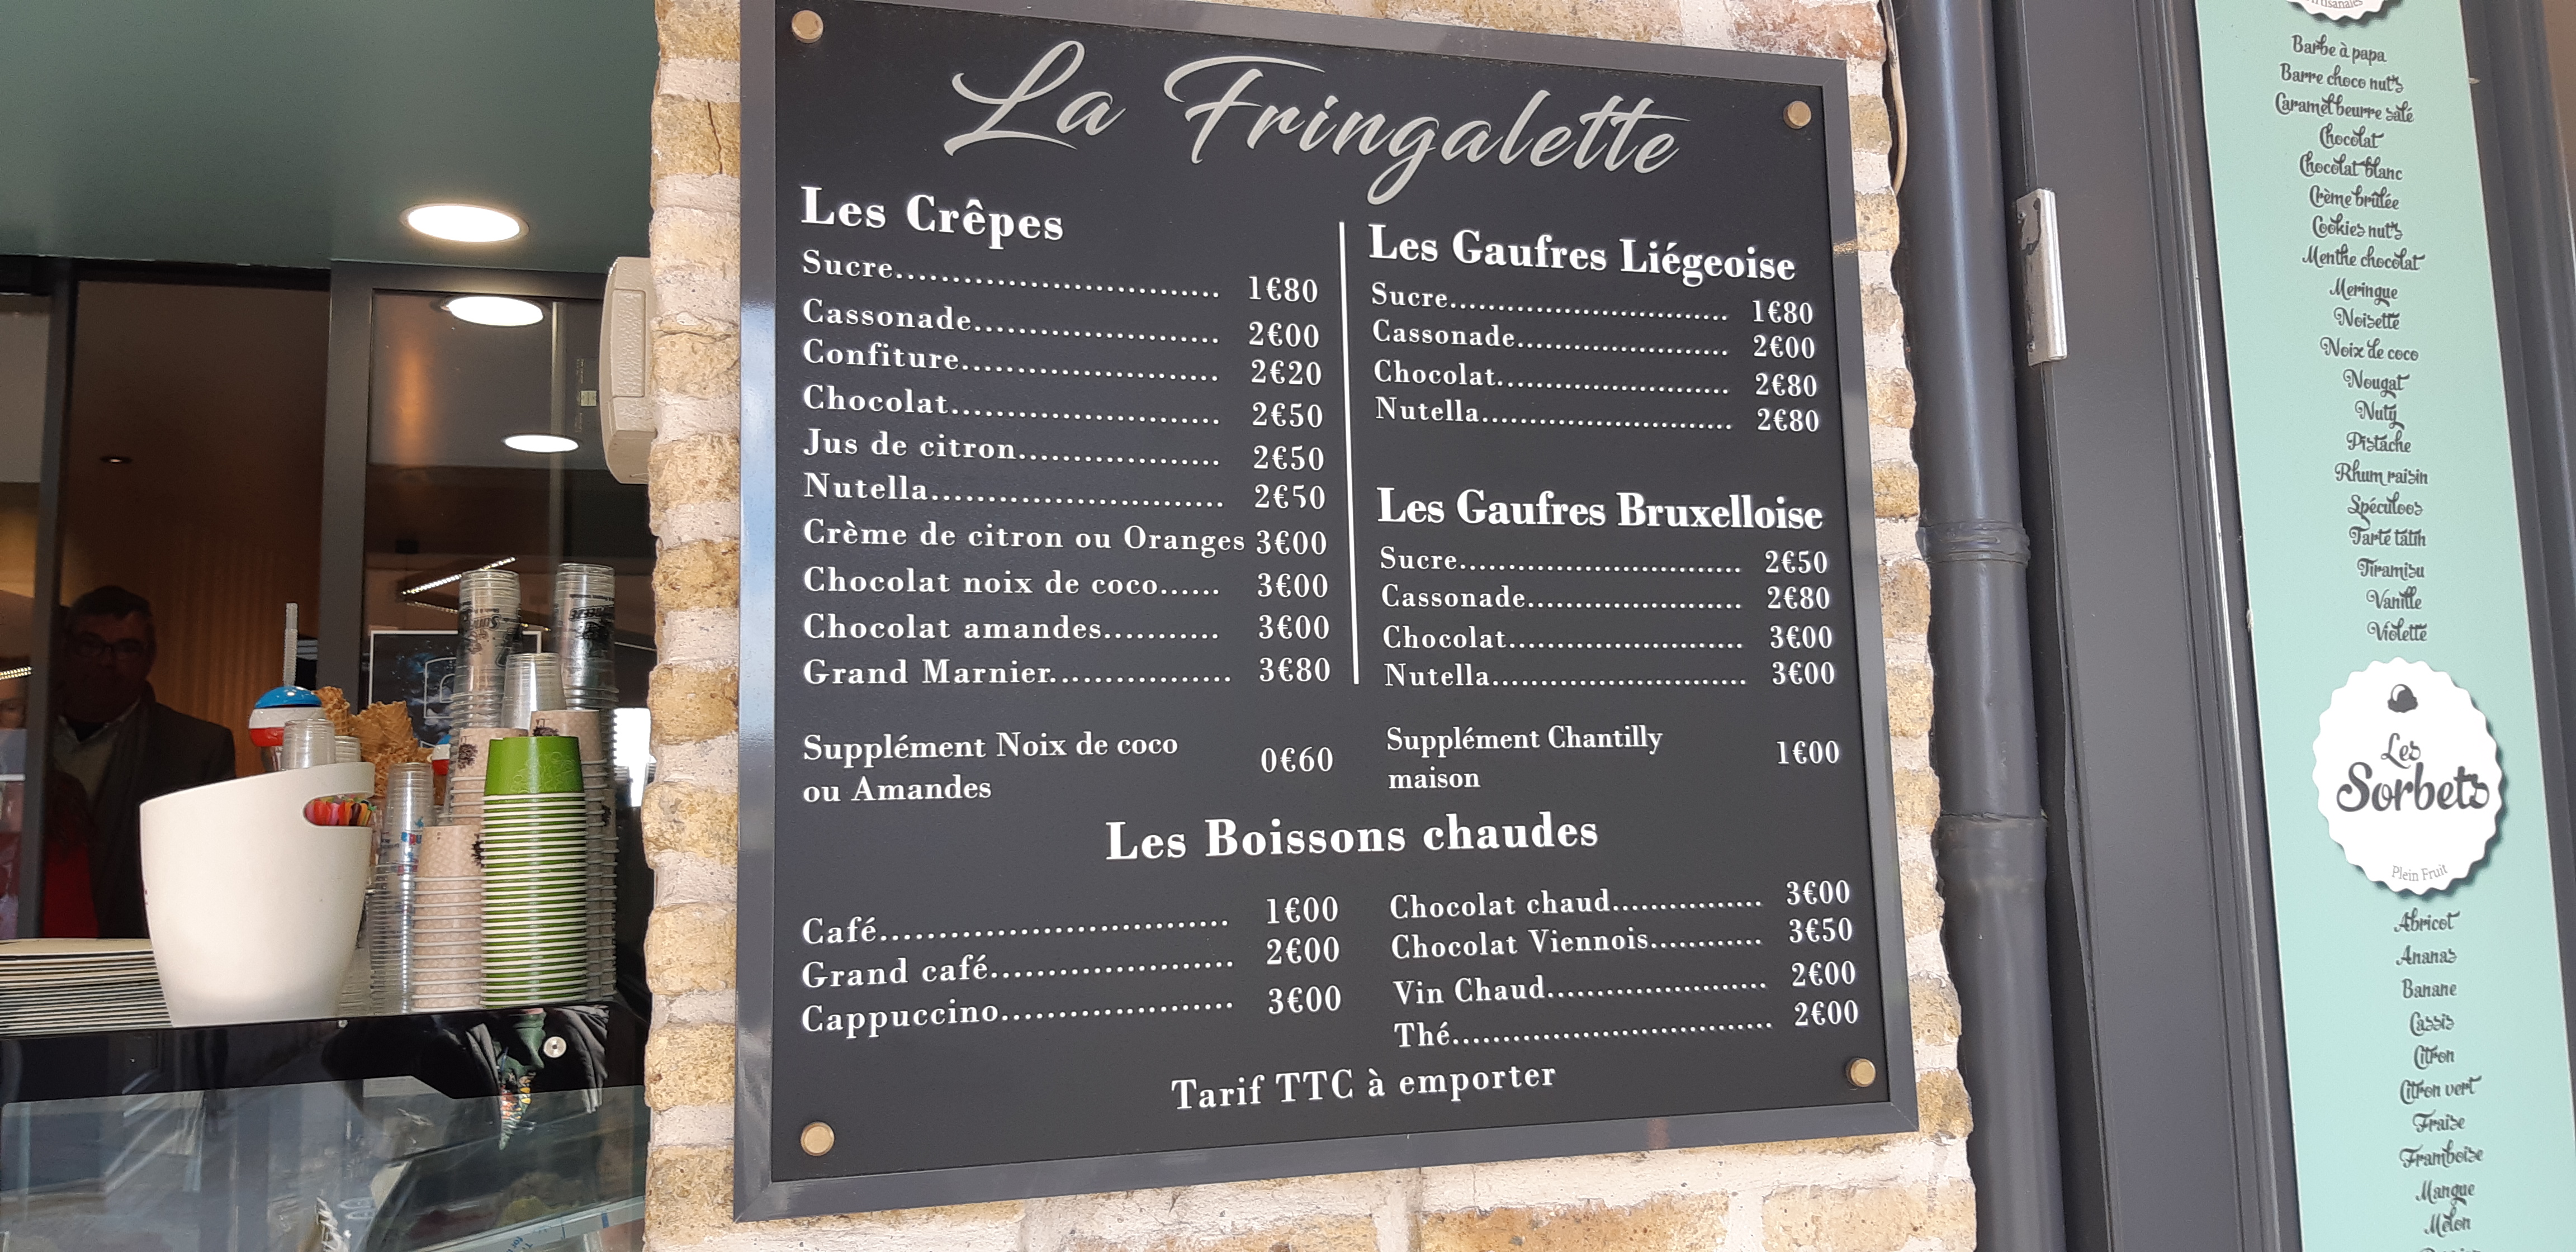 La Fringalette
Les Crêpes
Sucre.................................. 1€80
Cassonade.......................... 2€00
Confiture........................... 2€20
Chocolat............................ 2€50
Jus de citron..................... 2€50
Nutella.............................. 2€50
Crème de citron ou Oranges 3€00
Chocolat noix de coco...... 3€00
Chocolat amandes........... 3€00
Grand Marnier................. 3€80
Supplément Noix de coco 0€60
ou Amandes
Les Gaufres Liégeoise
Sucre............................. 1€80
Cassonade...................... 2€00
Chocolat........................ 2€80
Nutella.......................... 2€80
Les Gaufres Bruxelloise
Sucre............................. 2€50
Cassonade...................... 2€80
Chocolat........................ 3€00
Nutella.......................... 3€00
Supplément Chantilly 1€00
maison
Les Boissons chaudes
Café.................................. 1€00
Grand café....................... 2€00
Cappuccino...................... 3€00
Chocolat chaud................ 3€00
Chocolat Viennois............ 3€50
Vin Chaud....................... 2€00
Thé................................. 2€00
Tarif TTC à emporter
Barbe à papa
Barre choco nut's
Caramel beurre salé
Chocolat
Chocolat blanc
Crème brûlée
Cookies nut's
Menthe chocolat
Meringue
Noisette
Noix de coco
Nougat
Nuty
Pistache
Rhum raisin
Spéculoos
Tarte tatin
Tiramisu
Vanille
Violette
Les
Sorbets
Plein Fruit
Abricot
Ananas
Banane
Cassis
Citron
Citron vert
Fraise
Framboise
Mangue
Melon